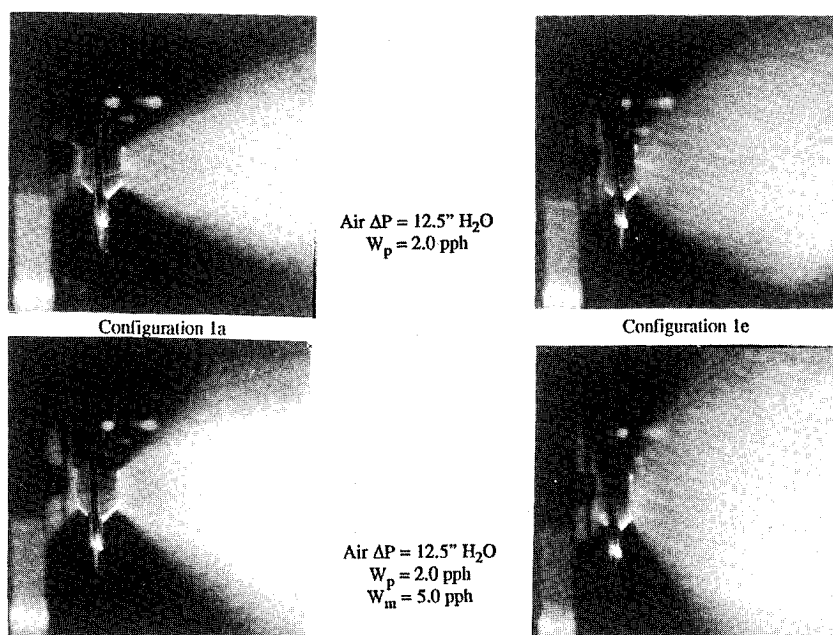 Air ΔP = 12.5" H₂O
Wₚ = 2.0 pph
Configuration 1a
Configuration 1e
Air ΔP = 12.5" H₂O
Wₚ = 2.0 pph
Wₘ = 5.0 pph